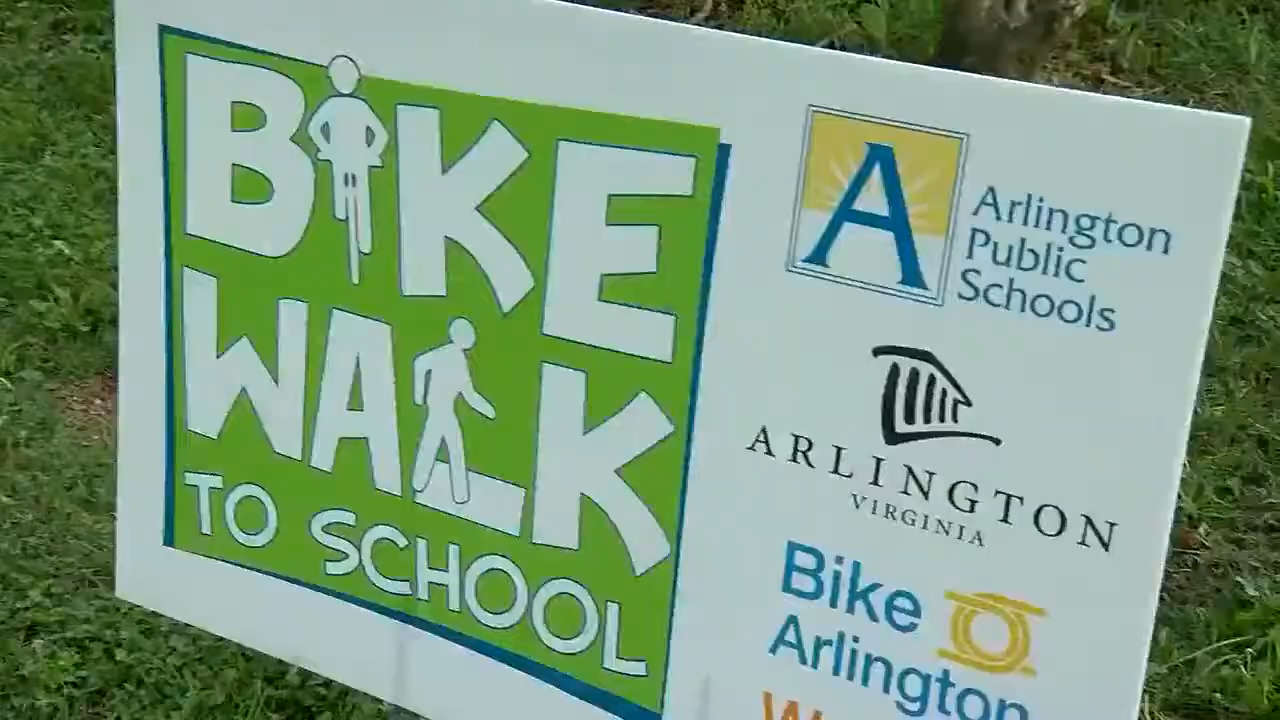 BIKE
WALK
TO SCHOOL
A
Arlington
Public
Schools
ARLINGTON
VIRGINIA
Bike
Arlington